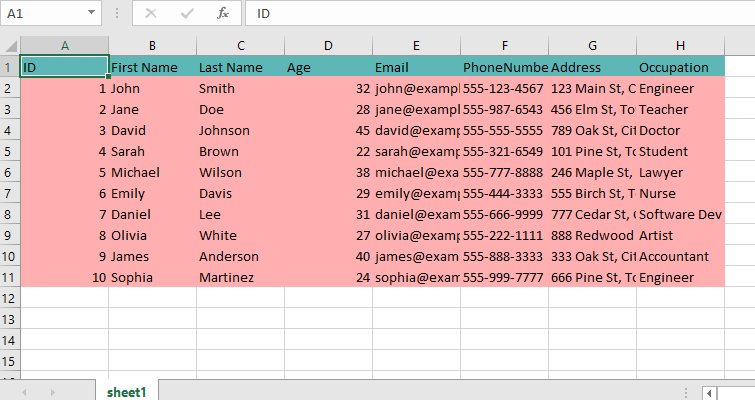 A1 fx ID
A B C D E F G H
1 ID First Name Last Name Age Email PhoneNumbe Address Occupation
2 1 John Smith 32 john@exampl 555-123-4567 123 Main St, C Engineer
3 2 Jane Doe 28 jane@exampl 555-987-6543 456 Elm St, To Teacher
4 3 David Johnson 45 david@exam 555-555-5555 789 Oak St, Cit Doctor
5 4 Sarah Brown 22 sarah@exam 555-321-6549 101 Pine St, To Student
6 5 Michael Wilson 38 michael@exa 555-777-8888 246 Maple St, Lawyer
7 6 Emily Davis 29 emily@exam 555-444-3333 555 Birch St, T Nurse
8 7 Daniel Lee 31 daniel@exam 555-666-9999 777 Cedar St, Software Dev
9 8 Olivia White 27 olivia@exam 555-222-1111 888 Redwood Artist
10 9 James Anderson 40 james@exam 555-888-3333 333 Oak St, Cit Accountant
11 10 Sophia Martinez 24 sophia@exam 555-999-7777 666 Pine St, To Engineer
12
13
14
15
sheet1